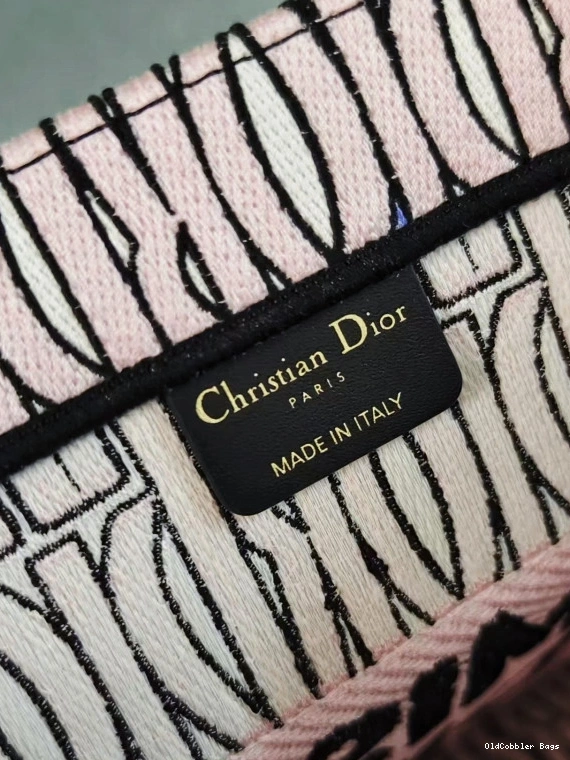 Christian Dior
PARIS
MADE IN ITALY
OldCobbler Bags